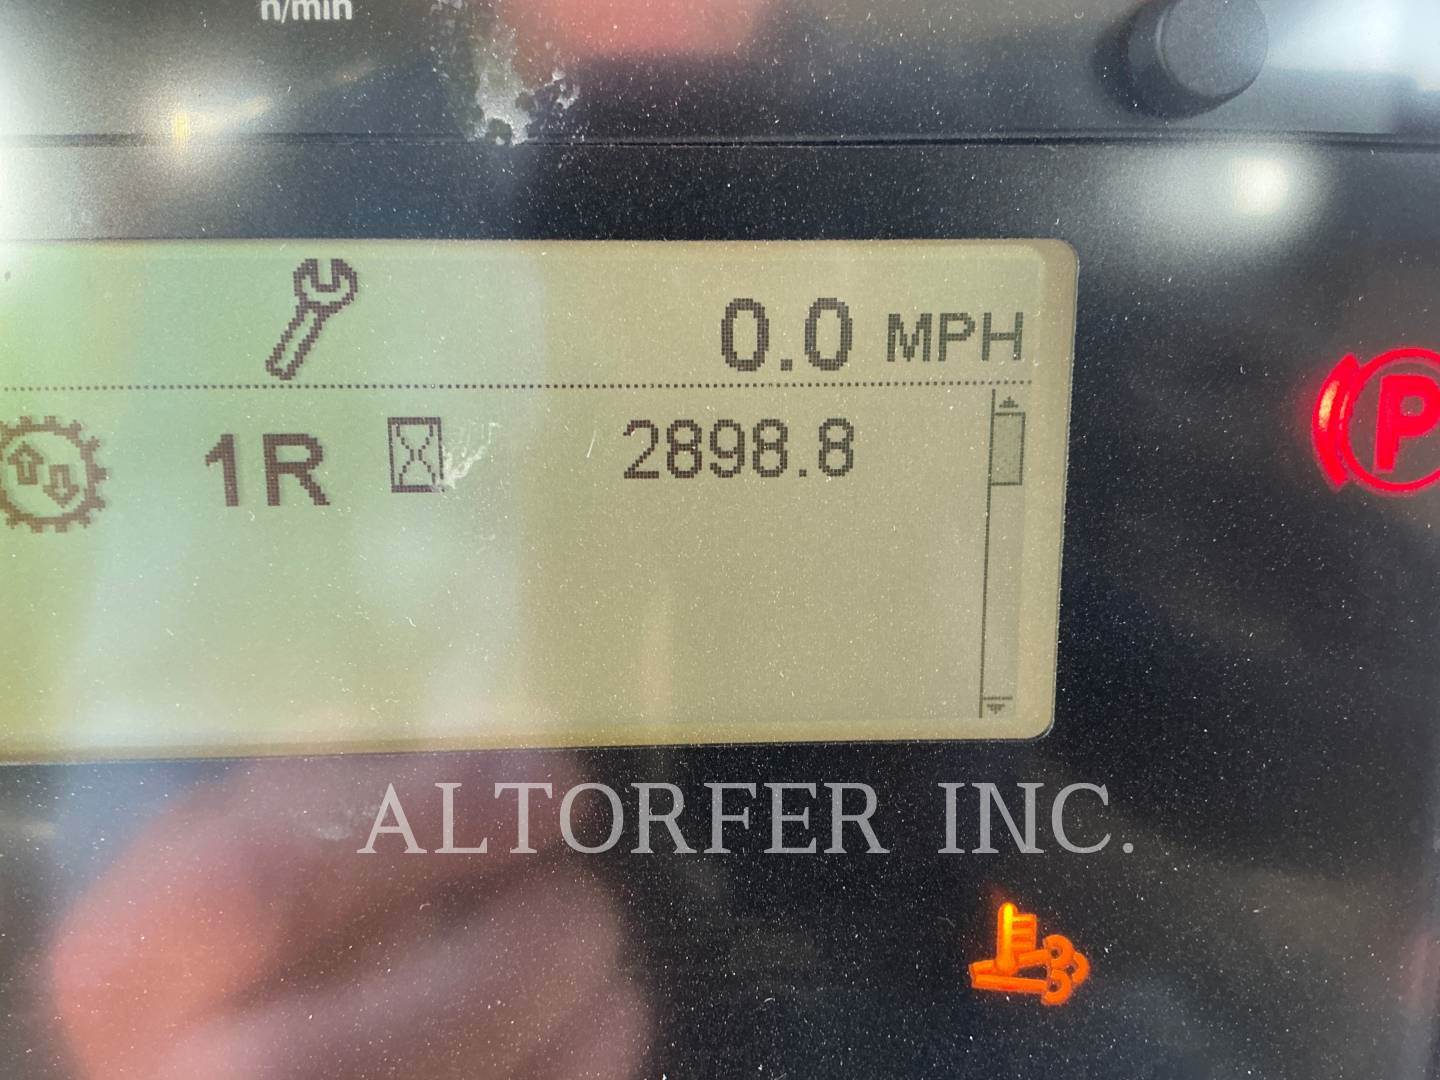 n/min
0.0 MPH
1R 2898.8
P
ALTORFER INC.